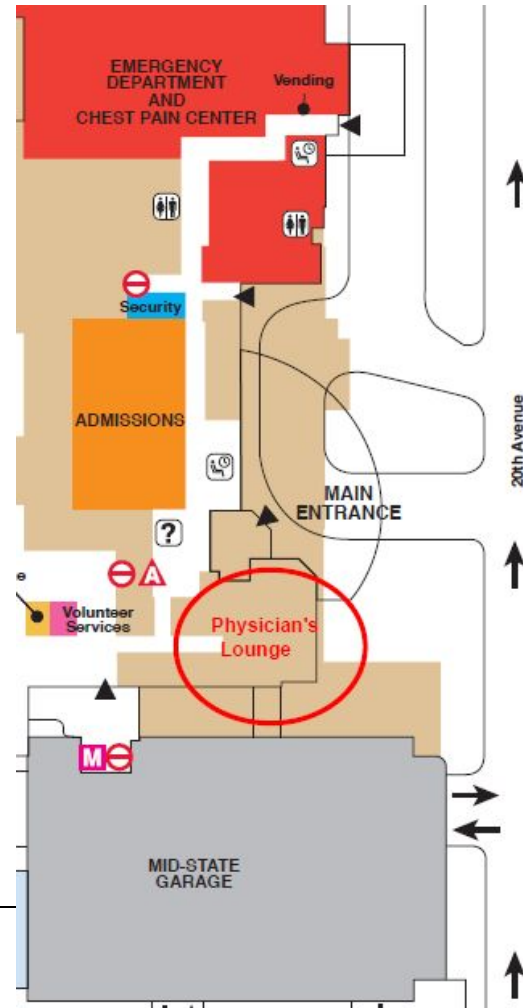 EMERGENCY
DEPARTMENT
AND
CHEST PAIN CENTER
Vending
Security
ADMISSIONS
20th Avenue
MAIN
ENTRANCE
?
A
e
Volunteer
Services
Physician's
Lounge
M
MID-STATE
GARAGE